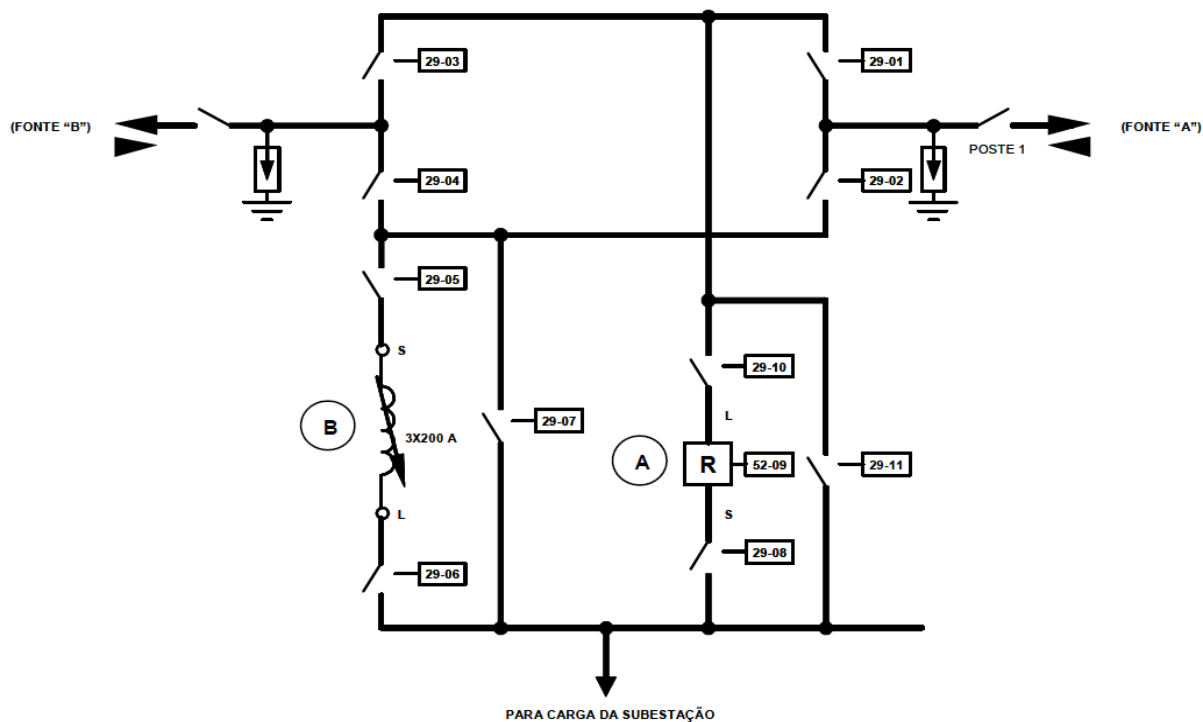 29-03
29-01
(FONTE “B”)
(FONTE “A”)
POSTE 1
29-04
29-02
29-05
S
29-10
L
B
3X200 A
29-07
A
R
52-09
29-11
L
S
29-08
29-06
PARA CARGA DA SUBESTAÇÃO